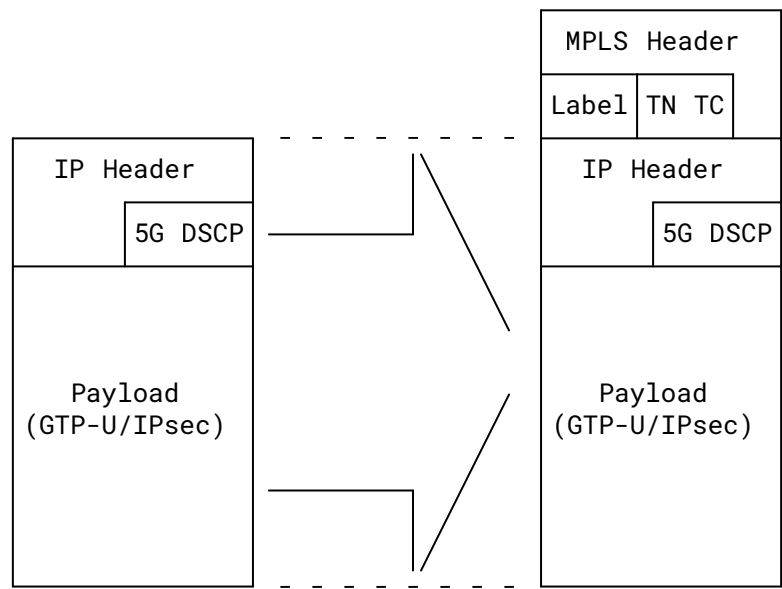 MPLS Header
Label TN TC
IP Header
5G DSCP
Payload
(GTP-U/IPsec)
IP Header
5G DSCP
Payload
(GTP-U/IPsec)